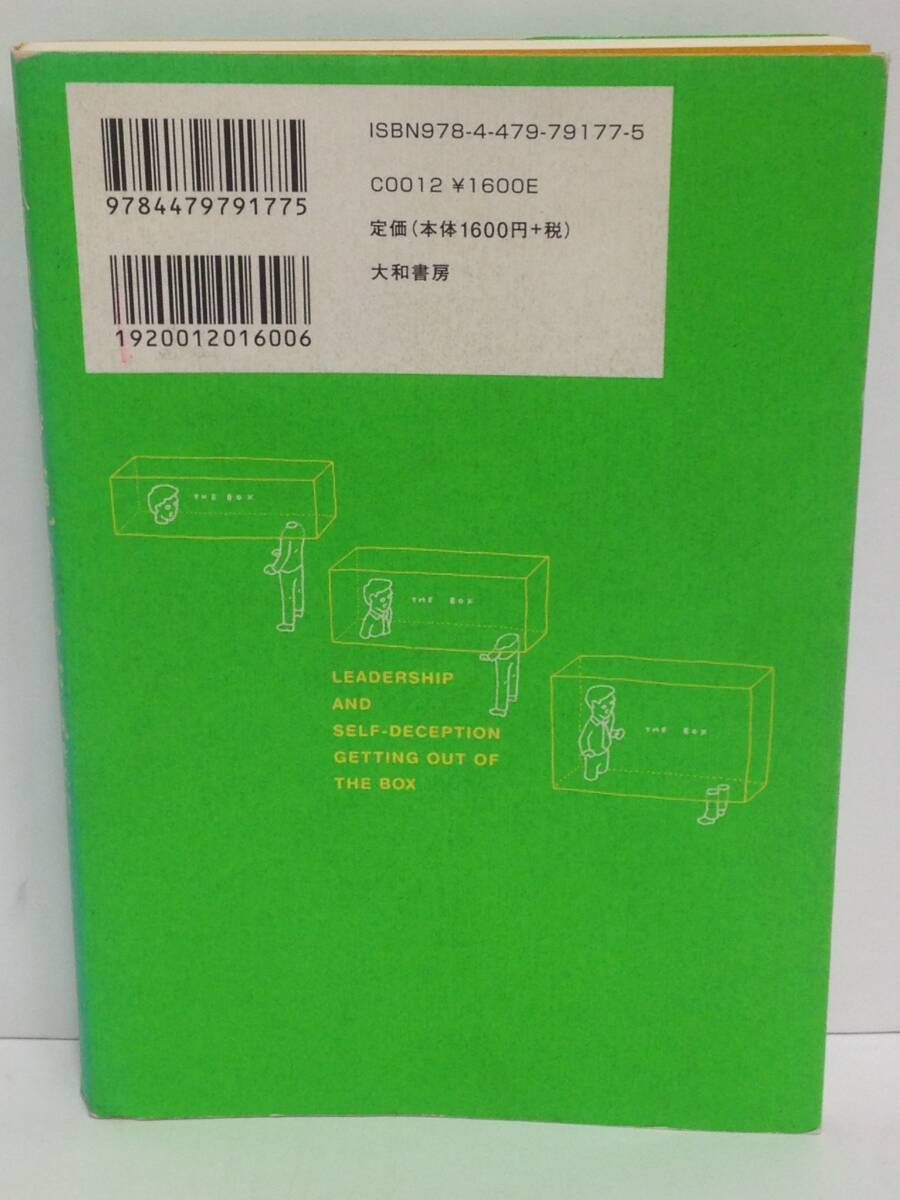 ISBN978-4-479-79177-5
9784479791775
C0012 ¥1600E
定価(本体1600円+税)
大和書房
1920012016006
THE BOX
THE BOX
THE BOX
LEADERSHIP
AND
SELF-DECEPTION
GETTING OUT OF
THE BOX